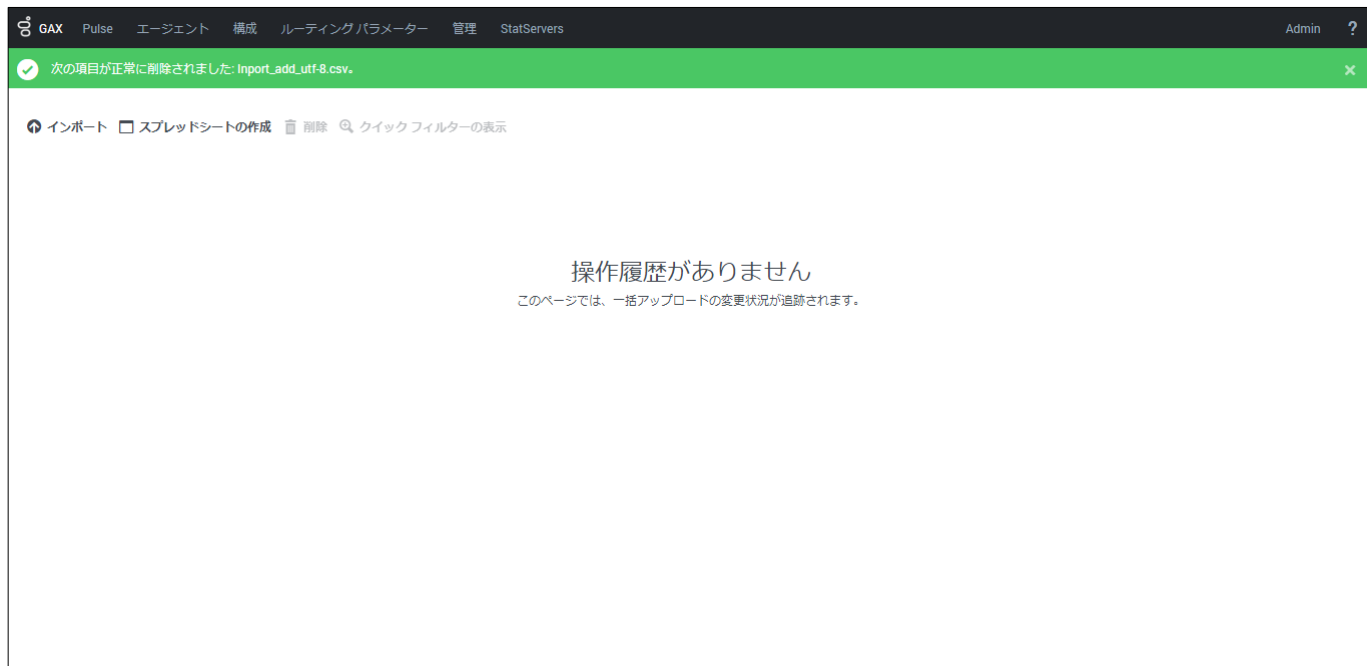 GAX Pulse エージェント 構成 ルーティング パラメーター 管理 StatServers Admin ?
次の項目が正常に削除されました: Inport_add_utf-8.csv。 ×
インポート スプレッドシートの作成 削除 クイック フィルターの表示
操作履歴がありません
このページでは、一括アップロードの変更状況が追跡されます。